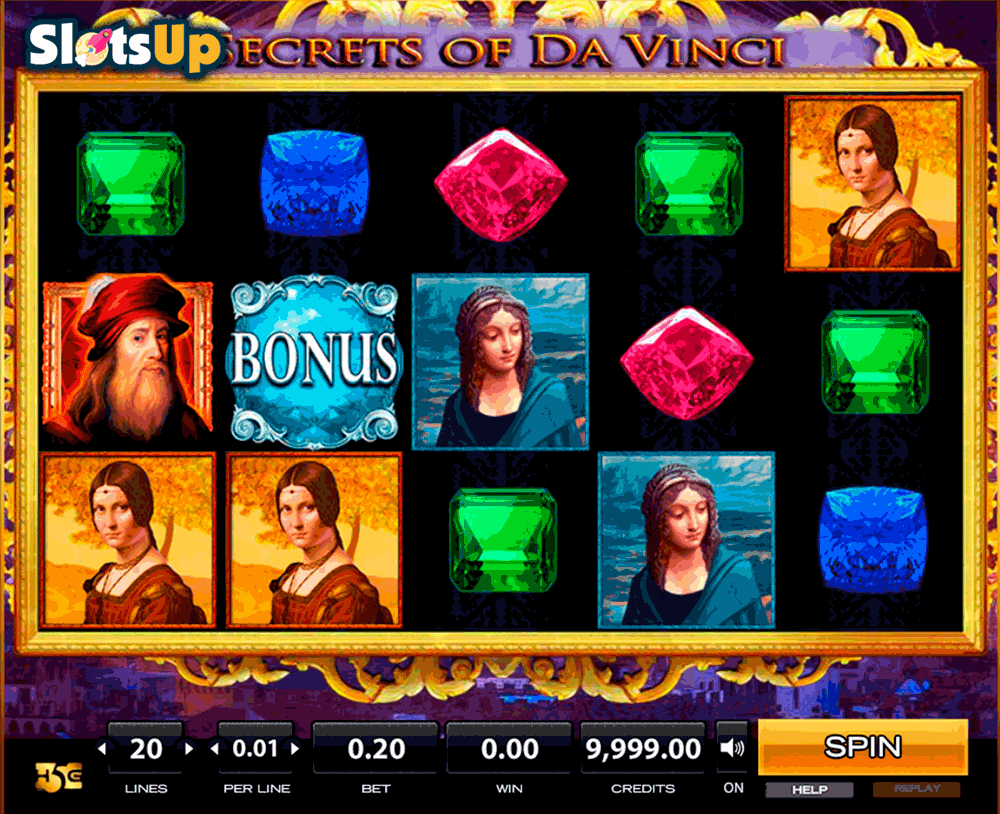 SlotsUp
SECRETS OF DA VINCI
BONUS
20
0.01
0.20
0.00
9,999.00
SPIN
LINES
PER LINE
BET
WIN
CREDITS
ON
HELP
REPLAY
H5G